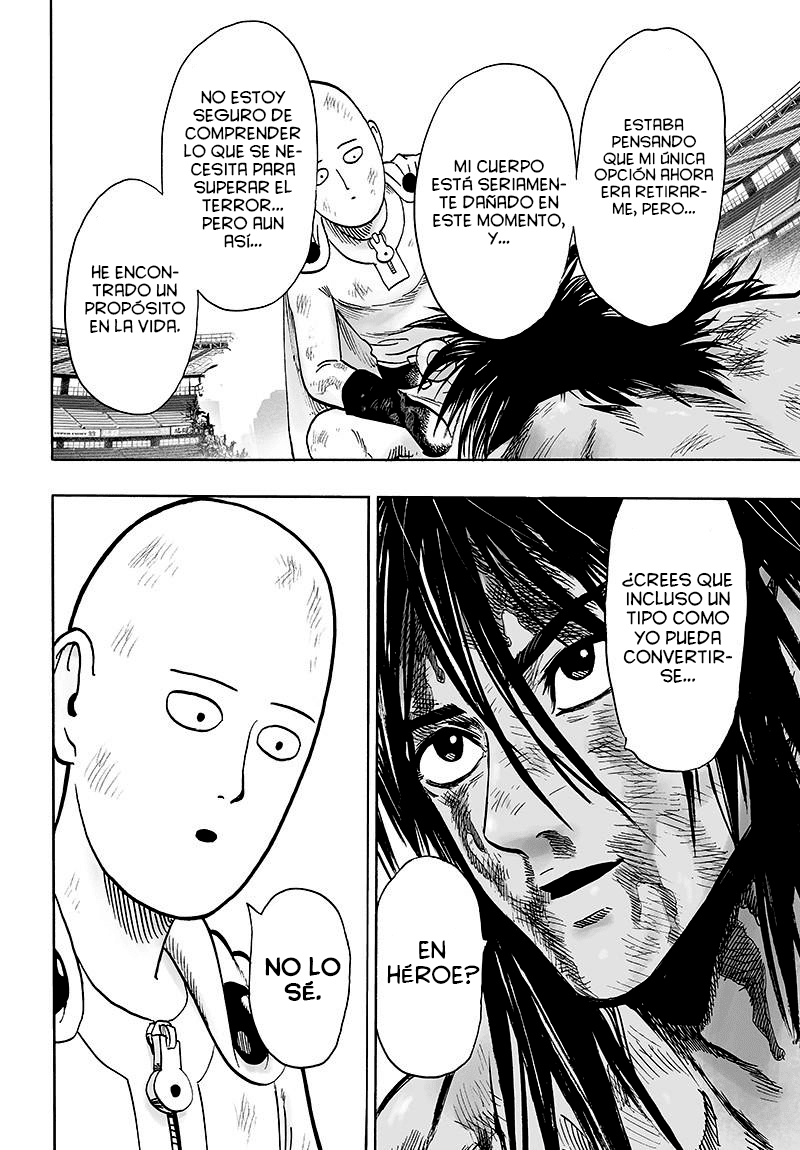 ESTABA
PENSANDO
QUE MI ÚNICA
OPCIÓN AHORA
ERA RETIRAR-
ME, PERO...
MI CUERPO
ESTÁ SERIAMEN-
TE DAÑADO EN
ESTE MOMENTO,
Y...
NO ESTOY
SEGURO DE
COMPRENDER
LO QUE SE NE-
CESITA PARA
SUPERAR EL
TERROR...
PERO AUN
ASÍ...
HE ENCON-
TRADO UN
PROPÓSITO
EN LA VIDA.
¿CREES QUE
INCLUSO UN
TIPO COMO
YO PUEDA
CONVERTIR-
SE...
EN
HÉROE?
NO LO
SÉ.